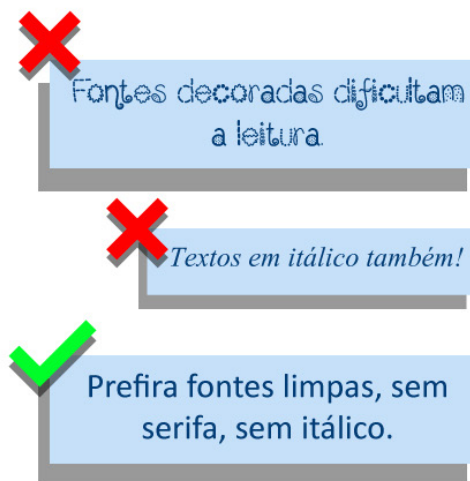 Fontes decoradas dificultam
a leitura.
Textos em itálico também!
Prefira fontes limpas, sem
serifa, sem itálico.